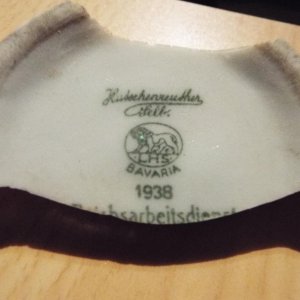 Hutschenreuther
Selb.
LHS
BAVARIA
1938
Reichsarbeitsdienst